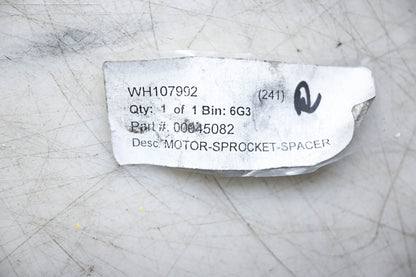 WH107992 (241) R
Qty: 1 of 1 Bin: 6G3
Part #: 00045082
Desc: MOTOR-SPROCKET-SPACER